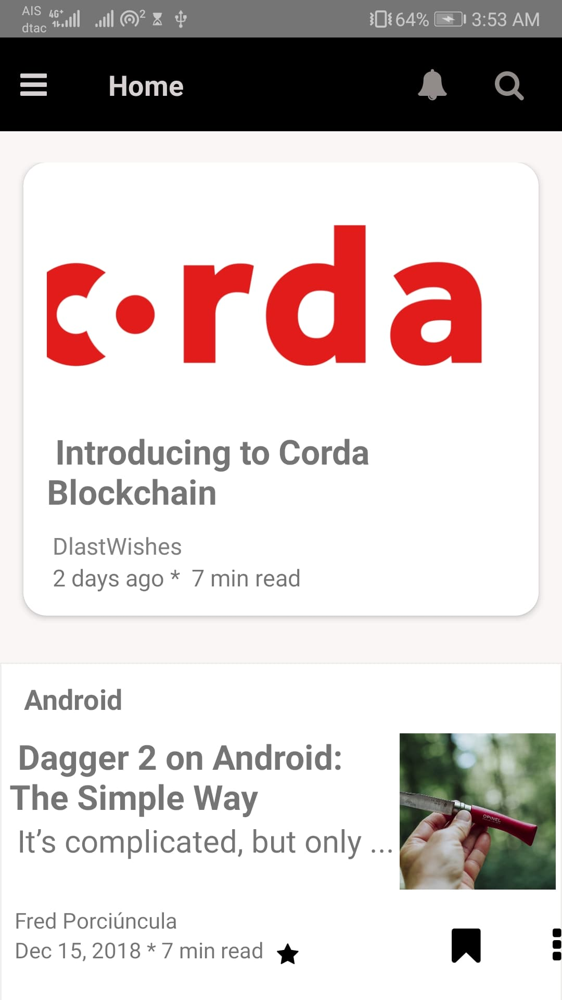 AIS 4G+ 2 64% 3:53 AM
dtac
Home
corda
Introducing to Corda
Blockchain
DlastWishes
2 days ago * 7 min read
Android
Dagger 2 on Android:
The Simple Way
It’s complicated, but only ...
OPINEL
Fred Porciúncula
Dec 15, 2018 * 7 min read